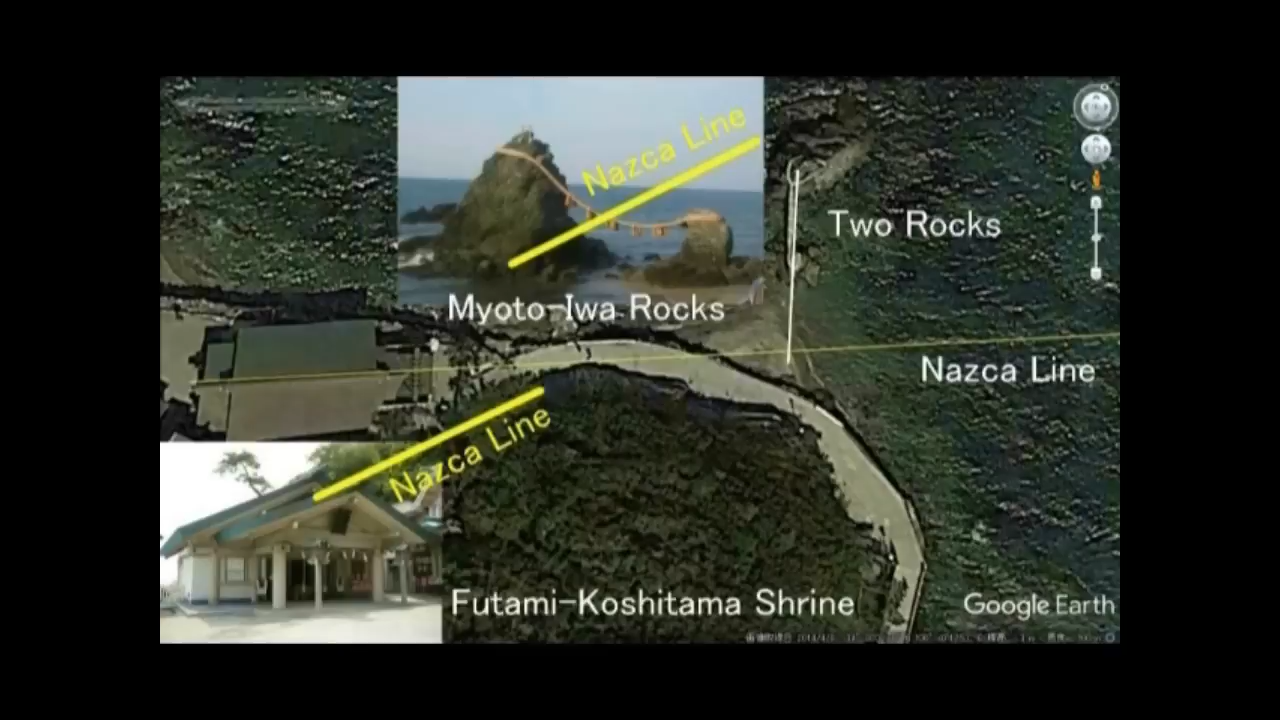 Nazca Line
Two Rocks
Myoto-Iwa Rocks
Nazca Line
Nazca Line
Futami-Koshitama Shrine
Google Earth